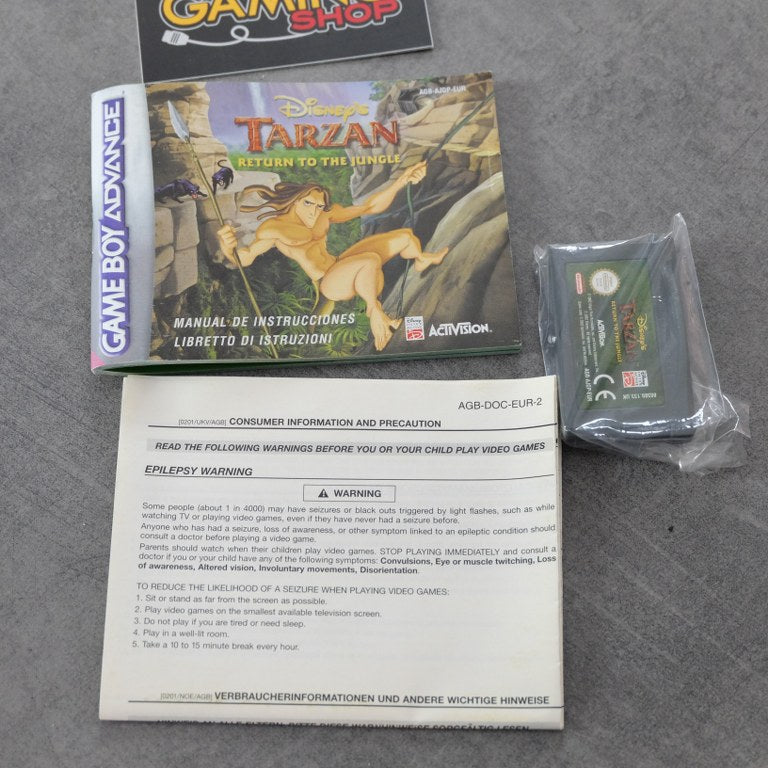 GAMING
SHOP
GAME BOY ADVANCE
AGB-AJQP-EUR
Disney's
TARZAN
RETURN TO THE JUNGLE
MANUAL DE INSTRUCCIONES
LIBRETTO DI ISTRUZIONI
ACTIVISION.
Disney's
TARZAN
RETURN TO THE JUNGLE
ACTIVISION
CE
AGB-DOC-EUR-2
[0201/UKV/AGB] CONSUMER INFORMATION AND PRECAUTION
READ THE FOLLOWING WARNINGS BEFORE YOU OR YOUR CHILD PLAY VIDEO GAMES
EPILEPSY WARNING
WARNING
Some people (about 1 in 4000) may have seizures or black outs triggered by light flashes, such as while
watching TV or playing video games, even if they have never had a seizure before.
Anyone who has had a seizure, loss of awareness, or other symptom linked to an epileptic condition should
consult a doctor before playing a video game.
Parents should watch when their children play video games. STOP PLAYING IMMEDIATELY and consult a
doctor if you or your child have any of the following symptoms: Convulsions, Eye or muscle twitching, Loss
of awareness, Altered vision, Involuntary movements, Disorientation.
TO REDUCE THE LIKELIHOOD OF A SEIZURE WHEN PLAYING VIDEO GAMES:
1. Sit or stand as far from the screen as possible.
2. Play video games on the smallest available television screen.
3. Do not play if you are tired or need sleep.
4. Play in a well-lit room.
5. Take a 10 to 15 minute break every hour.
[0201/NOE/AGB] VERBRAUCHERINFORMATIONEN UND ANDERE WICHTIGE HINWEISE